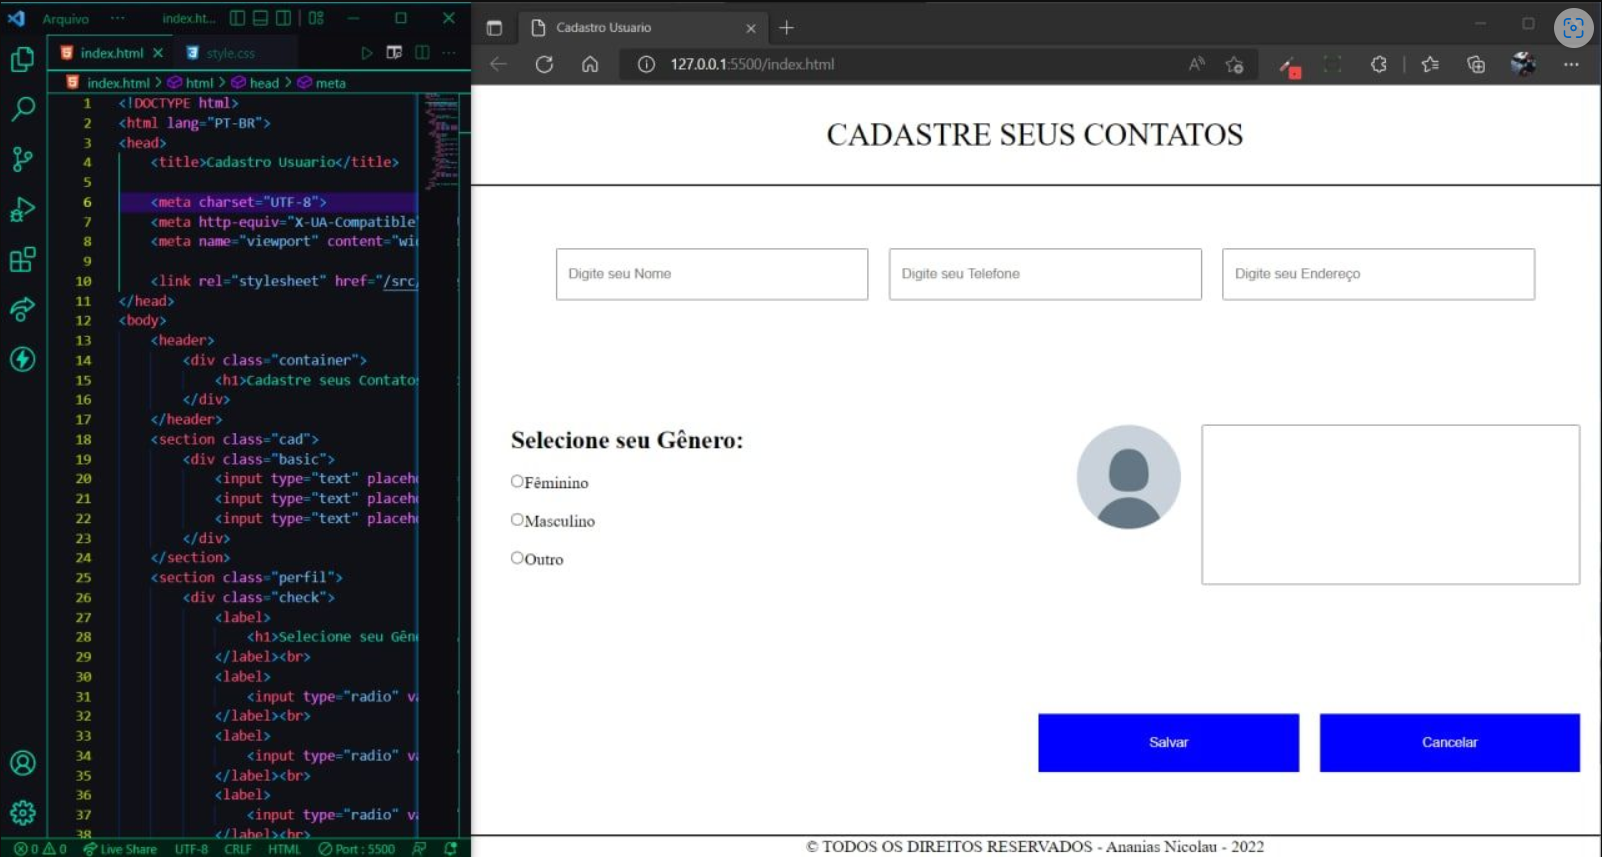 Arquivo ··· index.ht...
index.html style.css
index.html > html > head > meta
1 <!DOCTYPE html>
2 <html lang="PT-BR">
3 <head>
4 <title>Cadastro Usuario</title>
5
6 <meta charset="UTF-8">
7 <meta http-equiv="X-UA-Compatible"
8 <meta name="viewport" content="wi
9
10 <link rel="stylesheet" href="/src/
11 </head>
12 <body>
13 <header>
14 <div class="container">
15 <h1>Cadastre seus Contatos
16 </div>
17 </header>
18 <section class="cad">
19 <div class="basic">
20 <input type="text" placeh
21 <input type="text" placeh
22 <input type="text" placeh
23 </div>
24 </section>
25 <section class="perfil">
26 <div class="check">
27 <label>
28 <h1>Selecione seu Gên
29 </label><br>
30 <label>
31 <input type="radio" v
32 </label><br>
33 <label>
34 <input type="radio" v
35 </label><br>
36 <label>
37 <input type="radio" v
38 </label><br>
0 0 Live Share UTF-8 CRLF HTML Port : 5500
Cadastro Usuario
127.0.0.1:5500/index.html
CADASTRE SEUS CONTATOS
Digite seu Nome Digite seu Telefone Digite seu Endereço
Selecione seu Gênero:
Fêminino
Masculino
Outro
Salvar Cancelar
© TODOS OS DIREITOS RESERVADOS - Ananias Nicolau - 2022